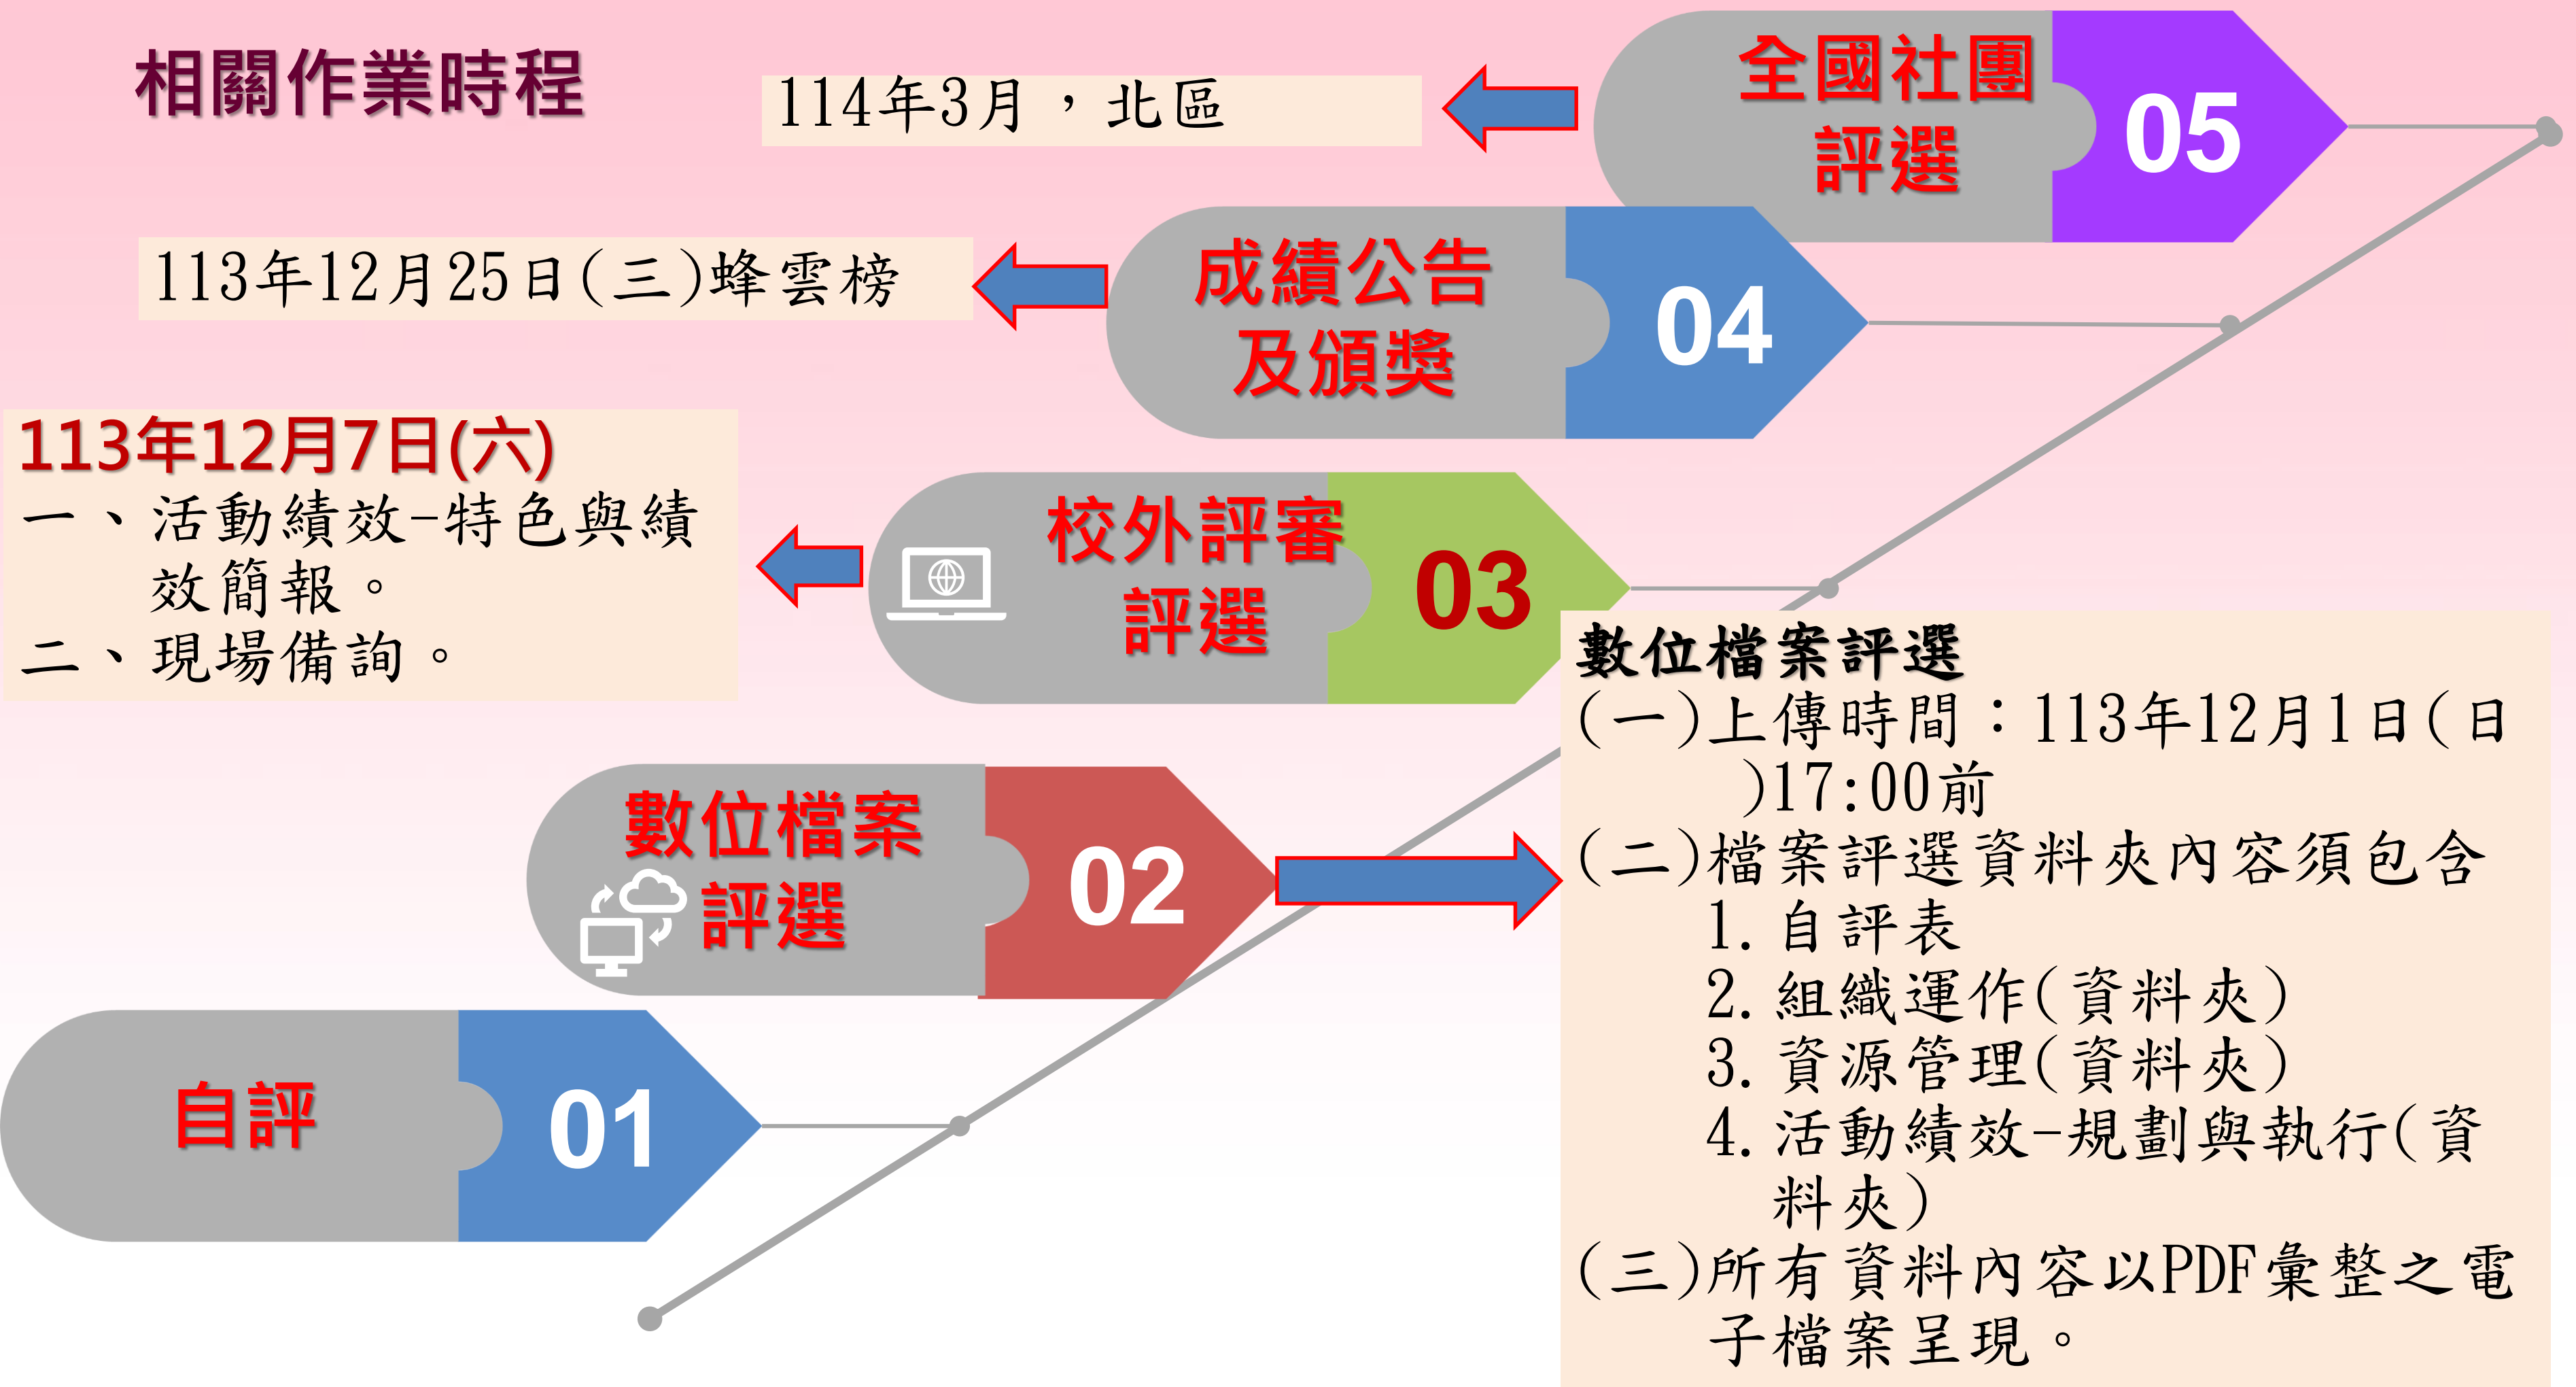 相關作業時程
全國社團
評選
05
114年3月，北區
成績公告
及頒獎
04
113年12月25日(三)蜂雲榜
校外評審
評選
03
113年12月7日(六)
一、活動績效-特色與績
效簡報。
二、現場備詢。
數位檔案
評選
02
數位檔案評選
(一)上傳時間：113年12月1日(日
)17:00前
(二)檔案評選資料夾內容須包含
1.自評表
2.組織運作(資料夾)
3.資源管理(資料夾)
4.活動績效-規劃與執行(資
料夾)
(三)所有資料內容以PDF彙整之電
子檔案呈現。
自評
01